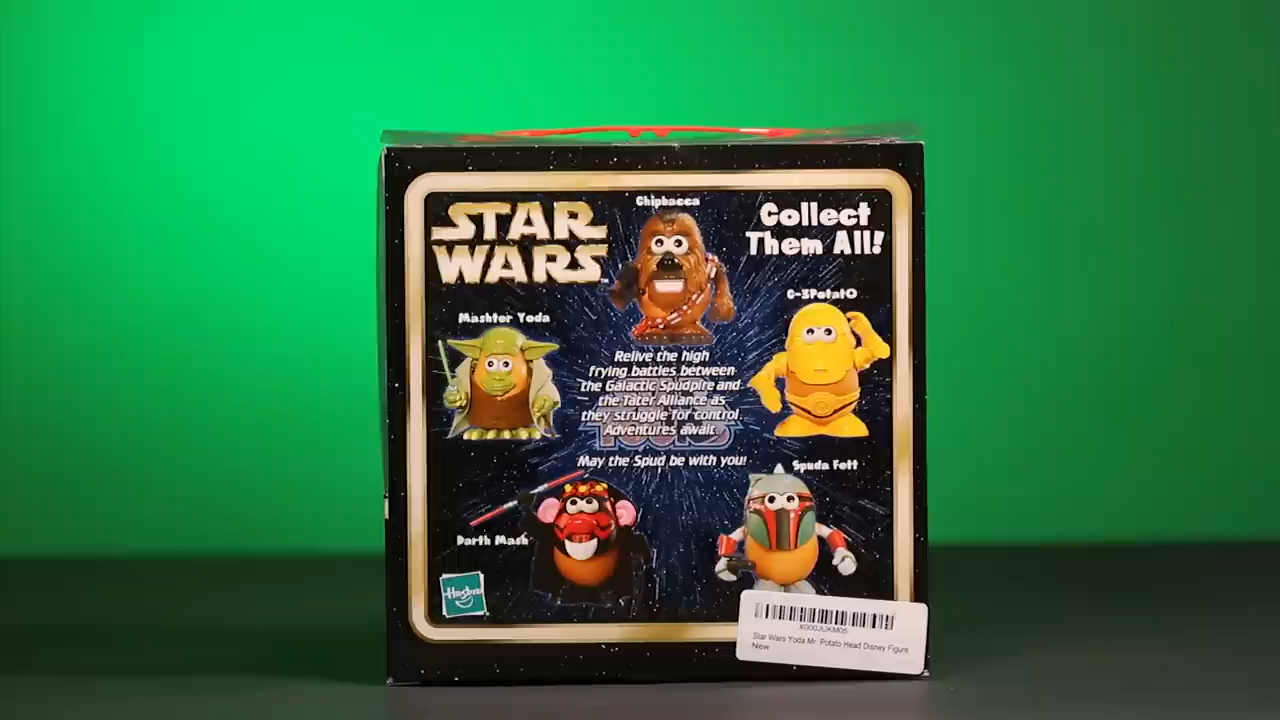 STAR
WARS
Chipbacca
Collect
Them All!
C-3PotatO
Mashter Yoda
Relive the high
frying battles between
the Galactic Spudpire and
the Tater Alliance as
they struggle for control.
Adventures await.
May the Spud be with you!
Spuda Fett
Darth Mash
Hasbro
X000JUKM05
Star Wars Yoda Mr. Potato Head Disney Figure
New